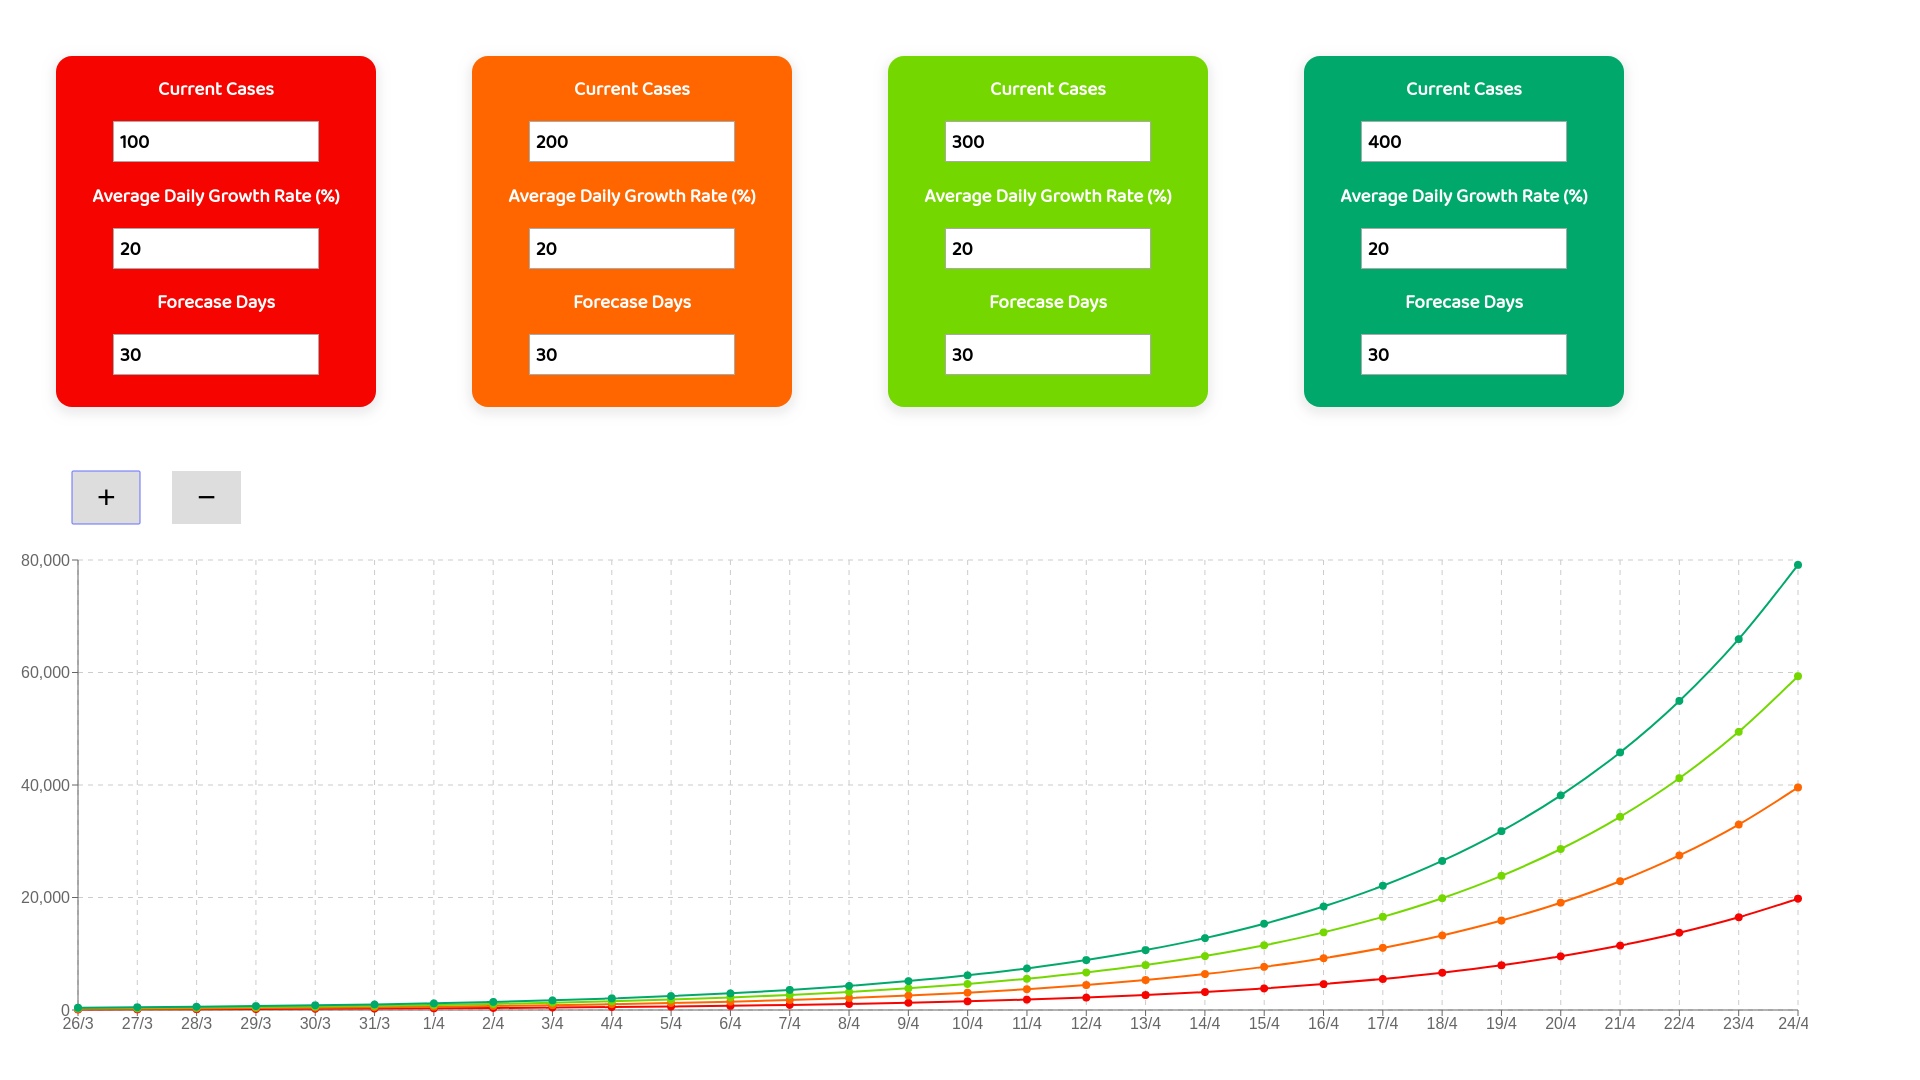 Current Cases
100
Average Daily Growth Rate (%)
20
Forecase Days
30
Current Cases
200
Average Daily Growth Rate (%)
20
Forecase Days
30
Current Cases
300
Average Daily Growth Rate (%)
20
Forecase Days
30
Current Cases
400
Average Daily Growth Rate (%)
20
Forecase Days
30
+ −
80,000
60,000
40,000
20,000
0
26/3 27/3 28/3 29/3 30/3 31/3 1/4 2/4 3/4 4/4 5/4 6/4 7/4 8/4 9/4 10/4 11/4 12/4 13/4 14/4 15/4 16/4 17/4 18/4 19/4 20/4 21/4 22/4 23/4 24/4